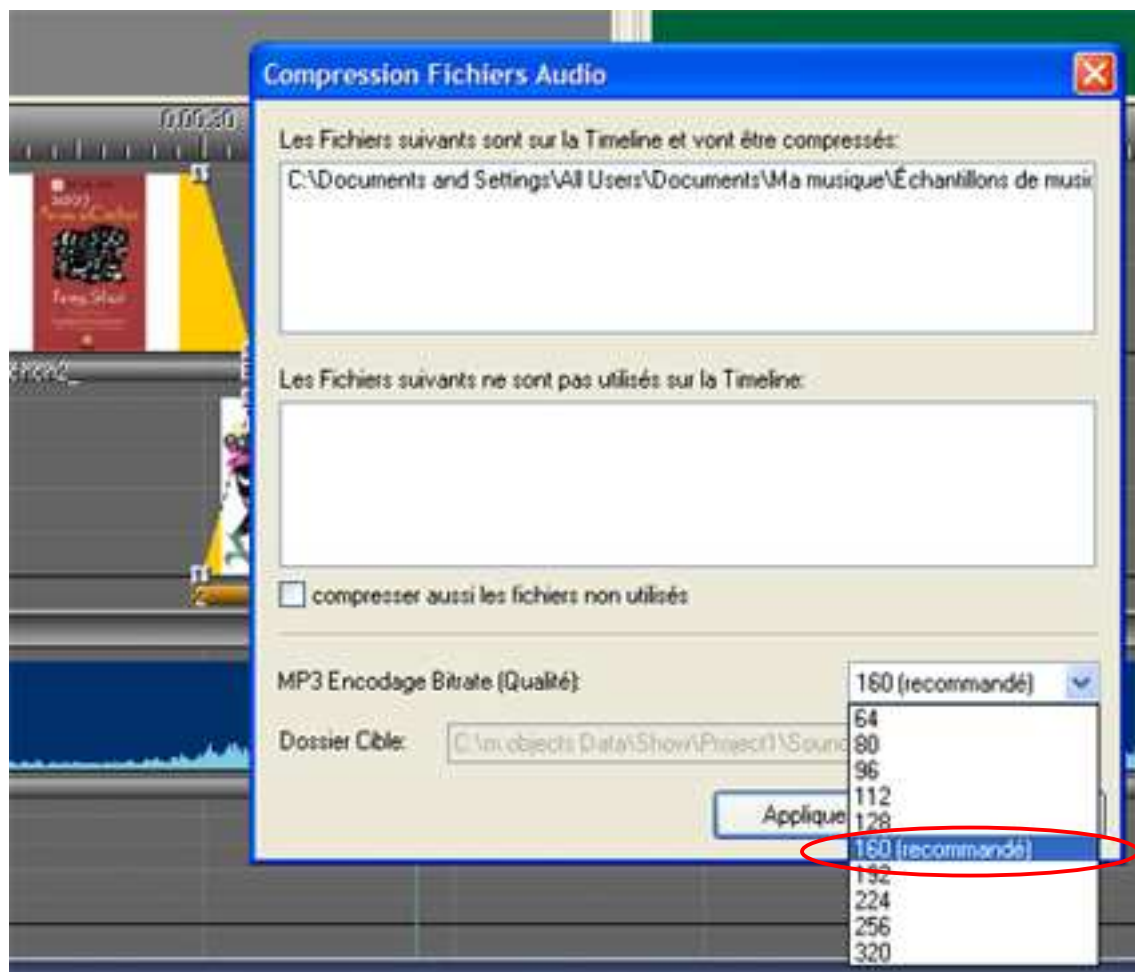 Compression Fichiers Audio
0:00:30
Les Fichiers suivants sont sur la Timeline et vont être compressés:
C:\Documents and Settings\All Users\Documents\Ma musique\Échantillons de music
2007
Les Fichiers suivants ne sont pas utilisés sur la Timeline:
compresser aussi les fichiers non utilisés
MP3 Encodage Bitrate (Qualité):
160 (recommandé)
Dossier Cible:
C:\m.objects Data\Show\Project1\Sound
Applique
64
80
96
112
128
160 (recommandé)
192
224
256
320